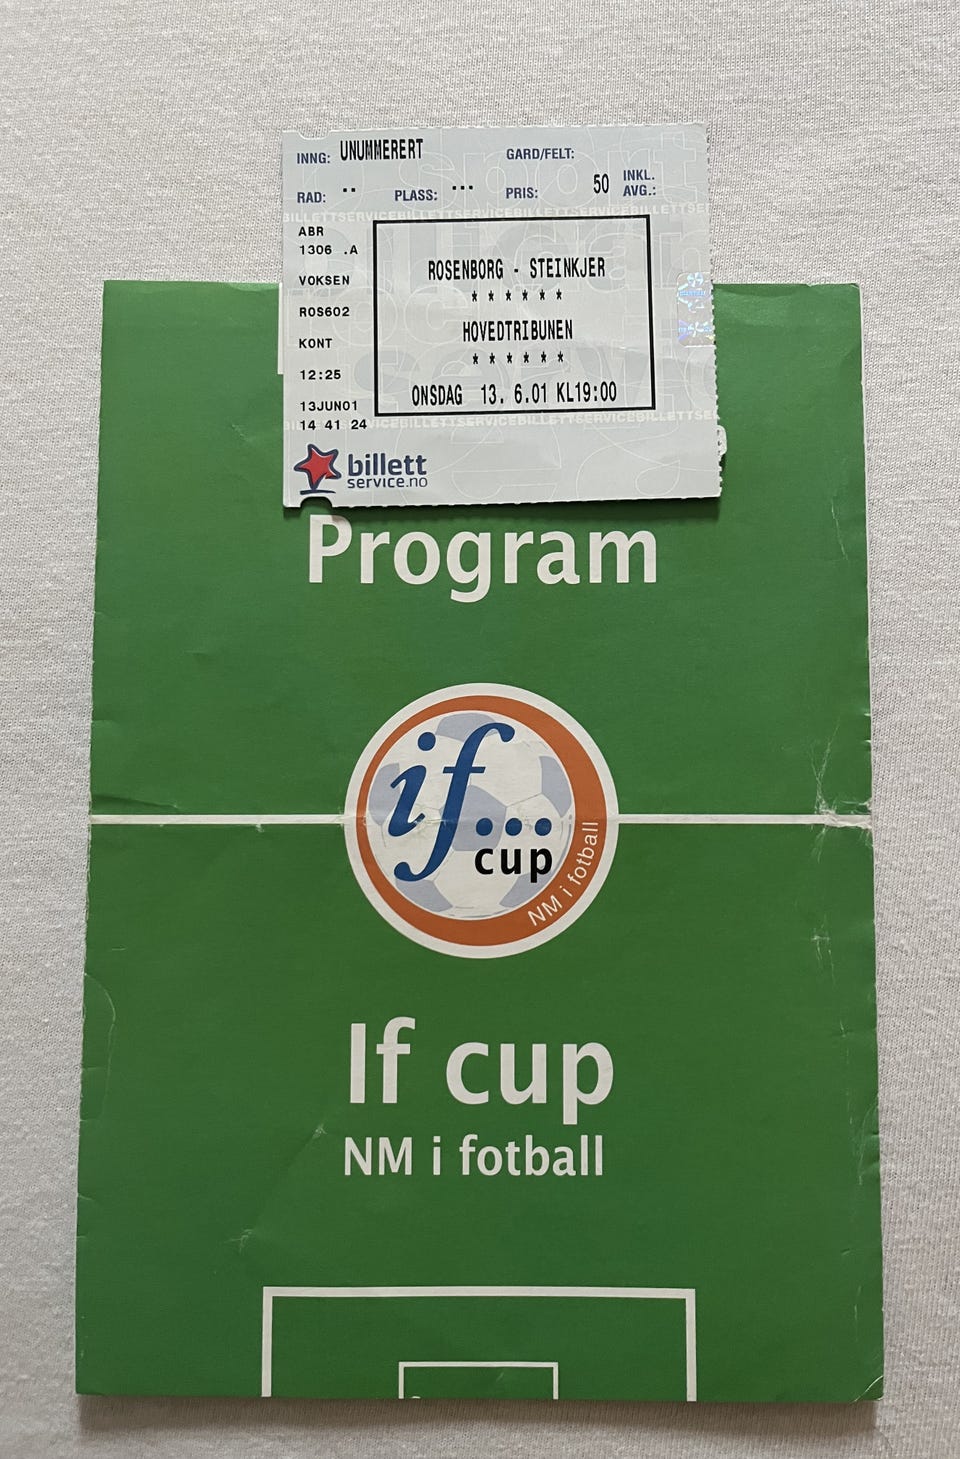 INNG: UNUMMERERT GARD/FELT:
RAD: .. PLASS: ... PRIS: 50 INKL. AVG.:
BILLETTSERVICEBILLETTSERVICEBILLETTSERVICEBILLETTSE
ABR
1306 .A
VOKSEN
ROS602
KONT
12:25
13JUN01
14 41 24
ROSENBORG - STEINKJER
* * * * * *
HOVEDTRIBUNEN
* * * * * *
ONSDAG 13. 6.01 KL19:00
billett
service.no
Program
if...
cup
NM i fotball
If cup
NM i fotball